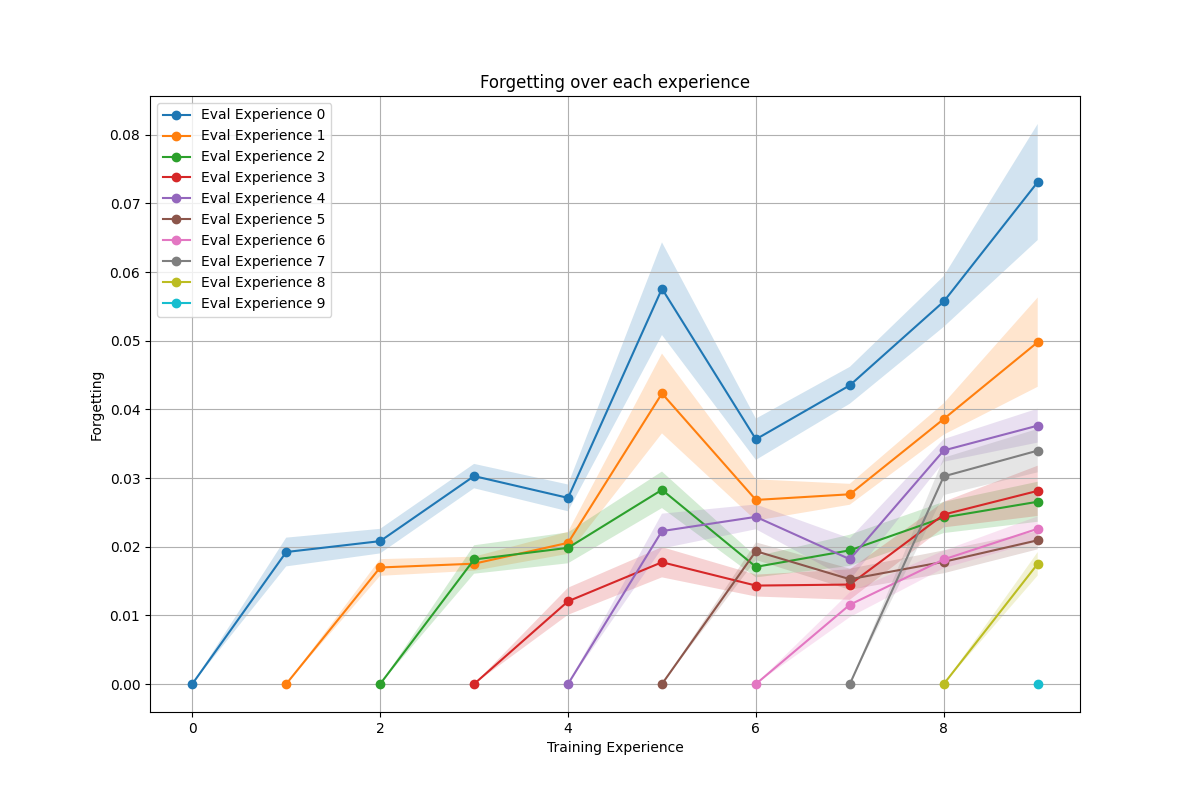 Forgetting over each experience
Eval Experience 0
Eval Experience 1
Eval Experience 2
Eval Experience 3
Eval Experience 4
Eval Experience 5
Eval Experience 6
Eval Experience 7
Eval Experience 8
Eval Experience 9
0.08
0.07
0.06
0.05
0.04
0.03
0.02
0.01
0.00
Forgetting
0 2 4 6 8
Training Experience